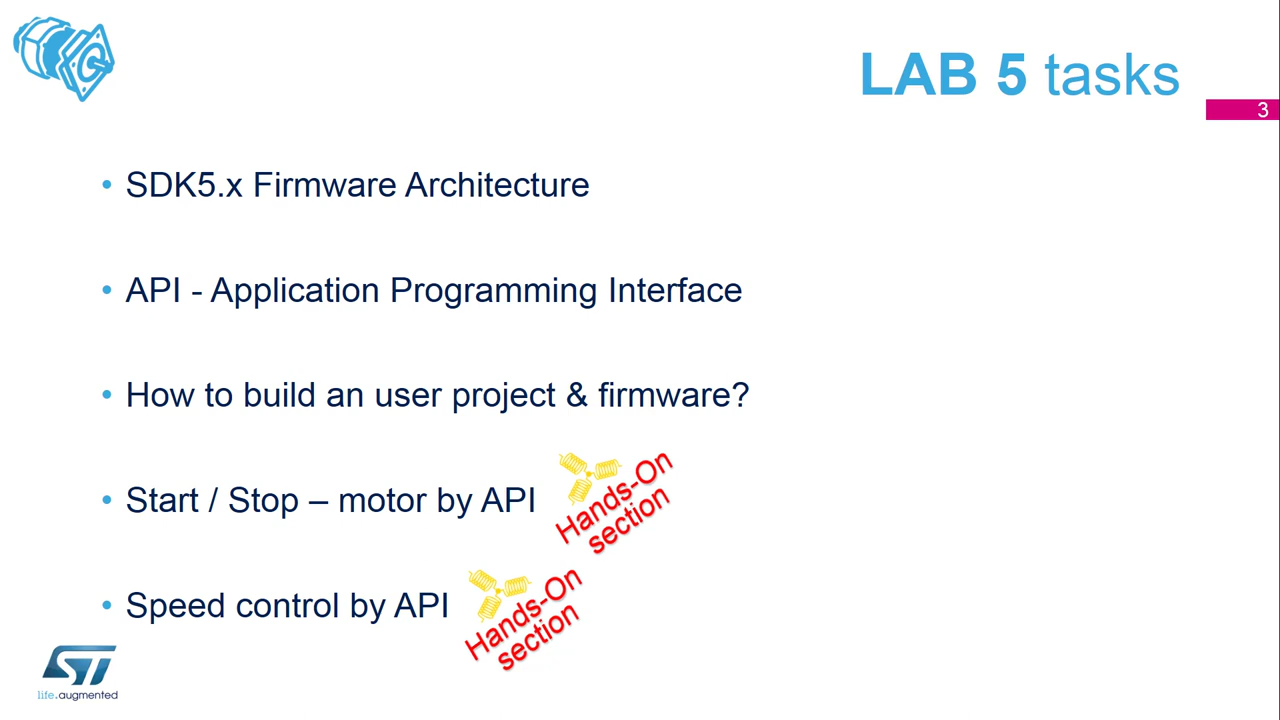 LAB 5 tasks
3
• SDK5.x Firmware Architecture
• API - Application Programming Interface
• How to build an user project & firmware?
• Start / Stop – motor by API
Hands-On
section
• Speed control by API
Hands-On
section
ST
life.augmented